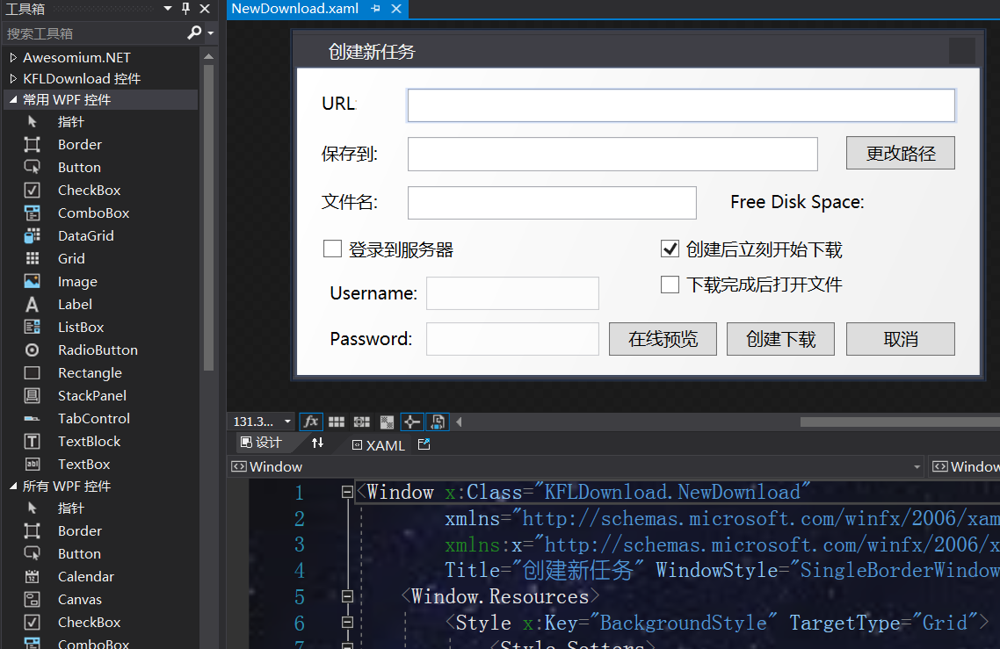 工具箱
搜索工具箱
Awesomium.NET
KFLDownload 控件
常用 WPF 控件
指针
Border
Button
CheckBox
ComboBox
DataGrid
Grid
Image
Label
ListBox
RadioButton
Rectangle
StackPanel
TabControl
TextBlock
TextBox
所有 WPF 控件
指针
Border
Button
Calendar
Canvas
CheckBox
ComboBox
NewDownload.xaml
创建新任务
URL
保存到:
更改路径
文件名:
Free Disk Space:
登录到服务器
创建后立刻开始下载
Username:
下载完成后打开文件
Password:
在线预览
创建下载
取消
131.3...
设计
XAML
Window
Window
1 <Window x:Class="KFLDownload.NewDownload"
2 xmlns="http://schemas.microsoft.com/winfx/2006/xam
3 xmlns:x="http://schemas.microsoft.com/winfx/2006/x
4 Title="创建新任务" WindowStyle="SingleBorderWindow
5 <Window.Resources>
6 <Style x:Key="BackgroundStyle" TargetType="Grid">
7 <Style.Setters>